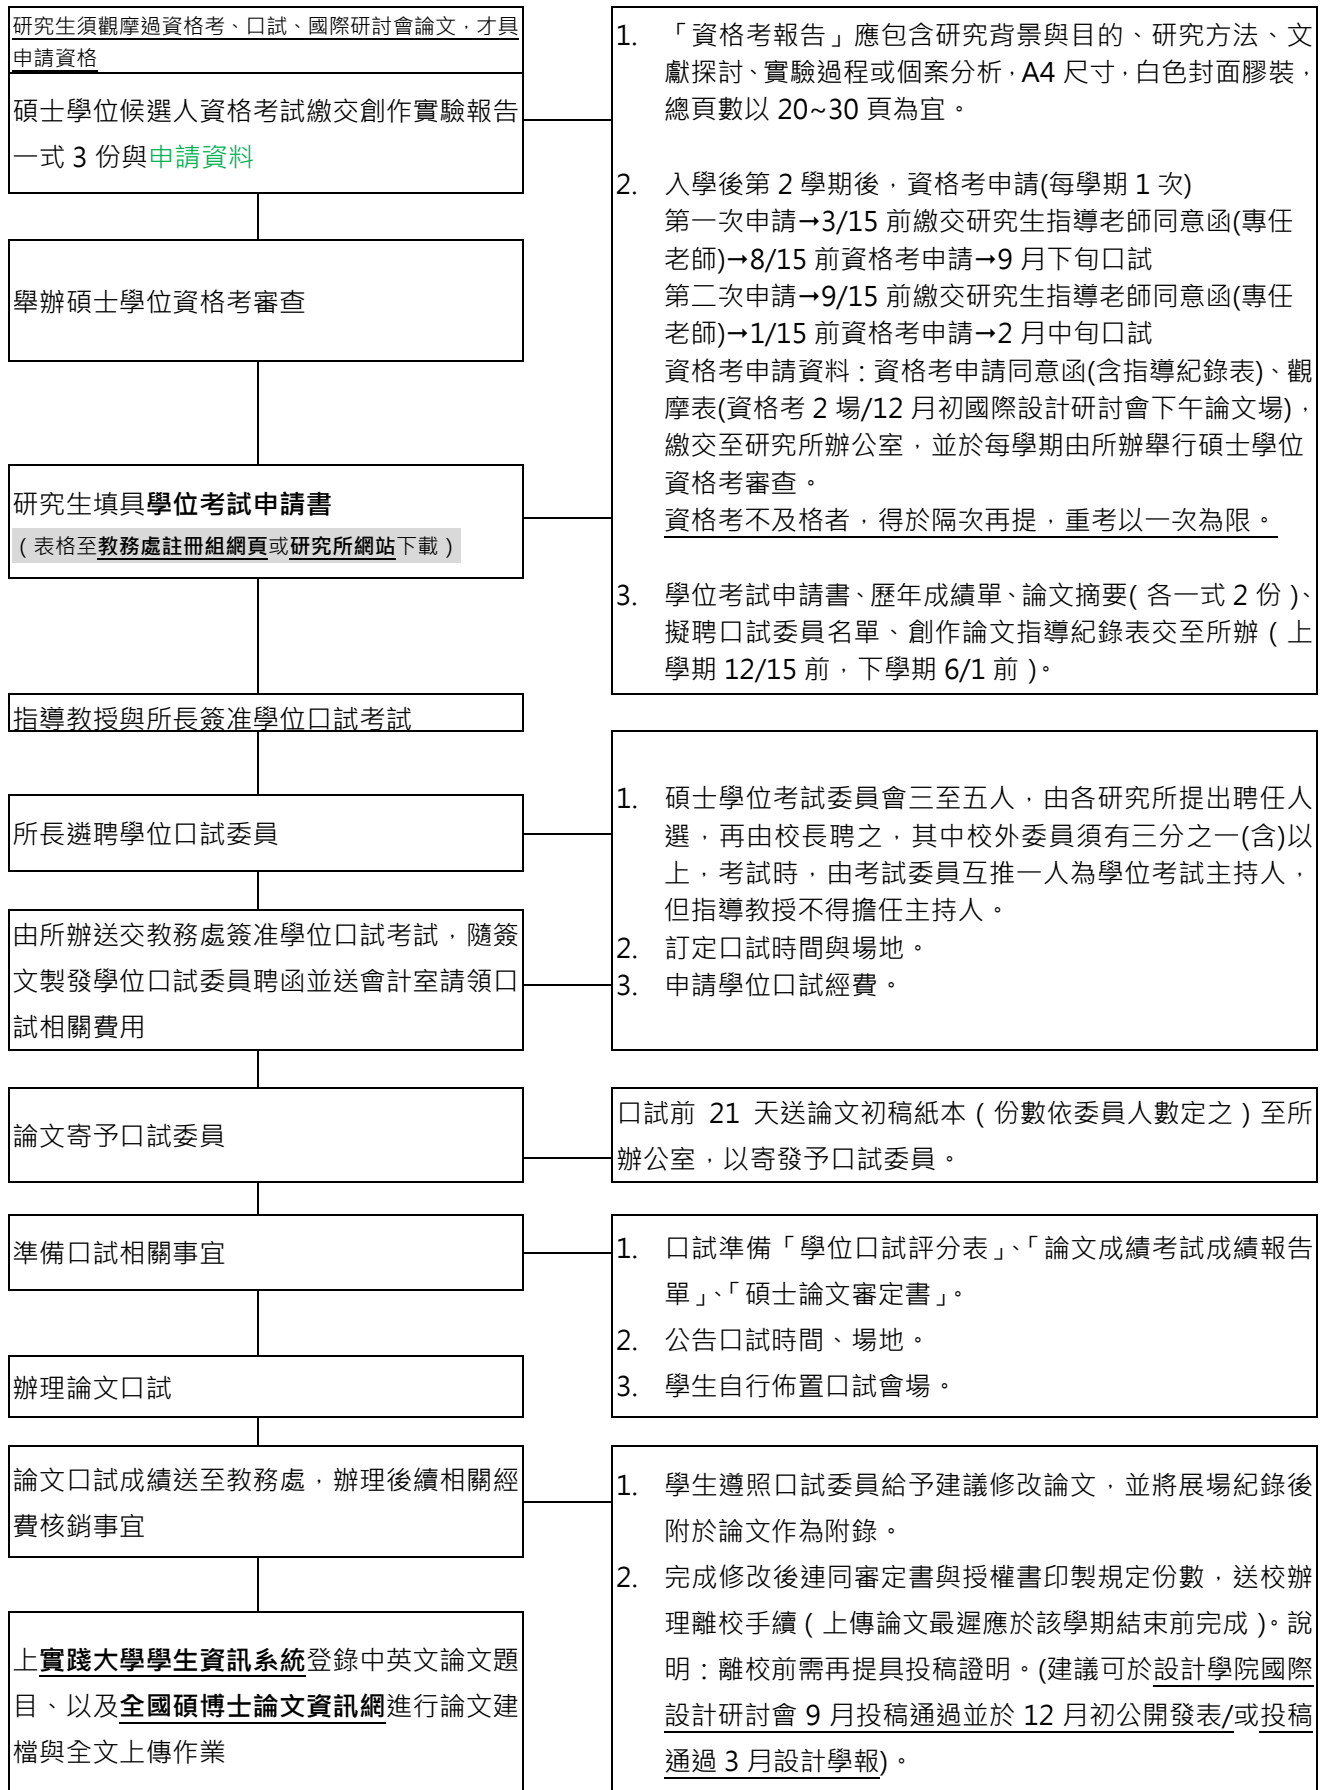 研究生須觀摩過資格考、口試、國際研討會論文，才具
申請資格
碩士學位候選人資格考試繳交創作實驗報告
一式 3 份與申請資料
舉辦碩士學位資格考審查
研究生填具學位考試申請書
（表格至教務處註冊組網頁或研究所網站下載）
1. 「資格考報告」應包含研究背景與目的、研究方法、文
獻探討、實驗過程或個案分析，A4 尺寸，白色封面膠裝，
總頁數以 20~30 頁為宜。
2. 入學後第 2 學期後，資格考申請(每學期 1 次)
第一次申請→3/15 前繳交研究生指導老師同意函(專任
老師)→8/15 前資格考申請→9 月下旬口試
第二次申請→9/15 前繳交研究生指導老師同意函(專任
老師)→1/15 前資格考申請→2 月中旬口試
資格考申請資料：資格考申請同意函(含指導紀錄表)、觀
摩表(資格考 2 場/12 月初國際設計研討會下午論文場)，
繳交至研究所辦公室，並於每學期由所辦舉行碩士學位
資格考審查。
資格考不及格者，得於隔次再提，重考以一次為限。
3. 學位考試申請書、歷年成績單、論文摘要(各一式 2 份)、
擬聘口試委員名單、創作論文指導紀錄表交至所辦（上
學期 12/15 前，下學期 6/1 前）。
指導教授與所長簽准學位口試考試
所長遴聘學位口試委員
由所辦送交教務處簽准學位口試考試，隨簽
文製發學位口試委員聘函並送會計室請領口
試相關費用
1. 碩士學位考試委員會三至五人，由各研究所提出聘任人
選，再由校長聘之，其中校外委員須有三分之一(含)以
上，考試時，由考試委員互推一人為學位考試主持人，
但指導教授不得擔任主持人。
2. 訂定口試時間與場地。
3. 申請學位口試經費。
論文寄予口試委員
口試前 21 天送論文初稿紙本（份數依委員人數定之）至所
辦公室，以寄發予口試委員。
準備口試相關事宜
辦理論文口試
1. 口試準備「學位口試評分表」、「論文成績考試成績報告
單」、「碩士論文審定書」。
2. 公告口試時間、場地。
3. 學生自行佈置口試會場。
論文口試成績送至教務處，辦理後續相關經
費核銷事宜
上實踐大學學生資訊系統登錄中英文論文題
目、以及全國碩博士論文資訊網進行論文建
檔與全文上傳作業
1. 學生遵照口試委員給予建議修改論文，並將展場紀錄後
附於論文作為附錄。
2. 完成修改後連同審定書與授權書印製規定份數，送校辦
理離校手續（上傳論文最遲應於該學期結束前完成）。說
明：離校前需再提具投稿證明。(建議可於設計學院國際
設計研討會 9 月投稿通過並於 12 月初公開發表/或投稿
通過 3 月設計學報)。